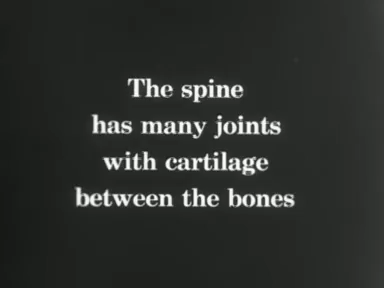 The spine
has many joints
with cartilage
between the bones